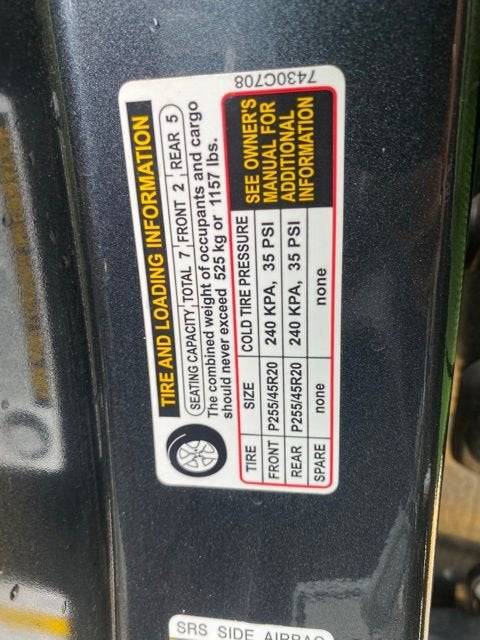 TIRE AND LOADING INFORMATION
SEATING CAPACITY TOTAL 7 FRONT 2 REAR 5
The combined weight of occupants and cargo
should never exceed 525 kg or 1157 lbs.
TIRE SIZE COLD TIRE PRESSURE
FRONT P255/45R20 240 KPA, 35 PSI
REAR P255/45R20 240 KPA, 35 PSI
SPARE none none
SEE OWNER'S
MANUAL FOR
ADDITIONAL
INFORMATION
7430C708
SRS SIDE AIRBAG